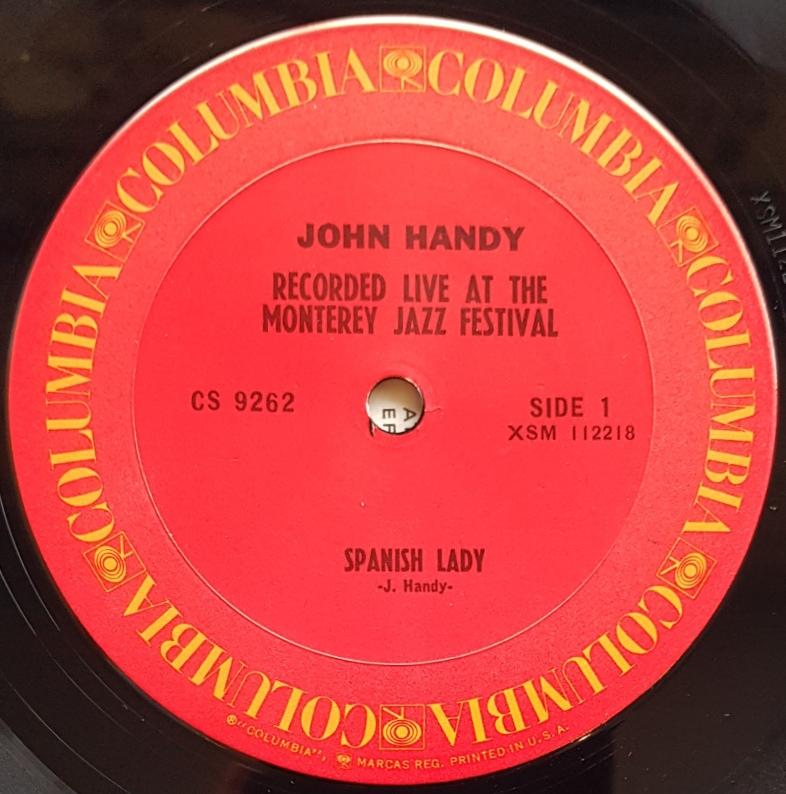 COLUMBIA COLUMBIA COLUMBIA COLUMBIA COLUMBIA COLUMBIA
JOHN HANDY
RECORDED LIVE AT THE
MONTEREY JAZZ FESTIVAL
CS 9262
SIDE 1
XSM 112218
SPANISH LADY
-J. Handy-
®"COLUMBIA", MARCAS REG. PRINTED IN U.S.A.